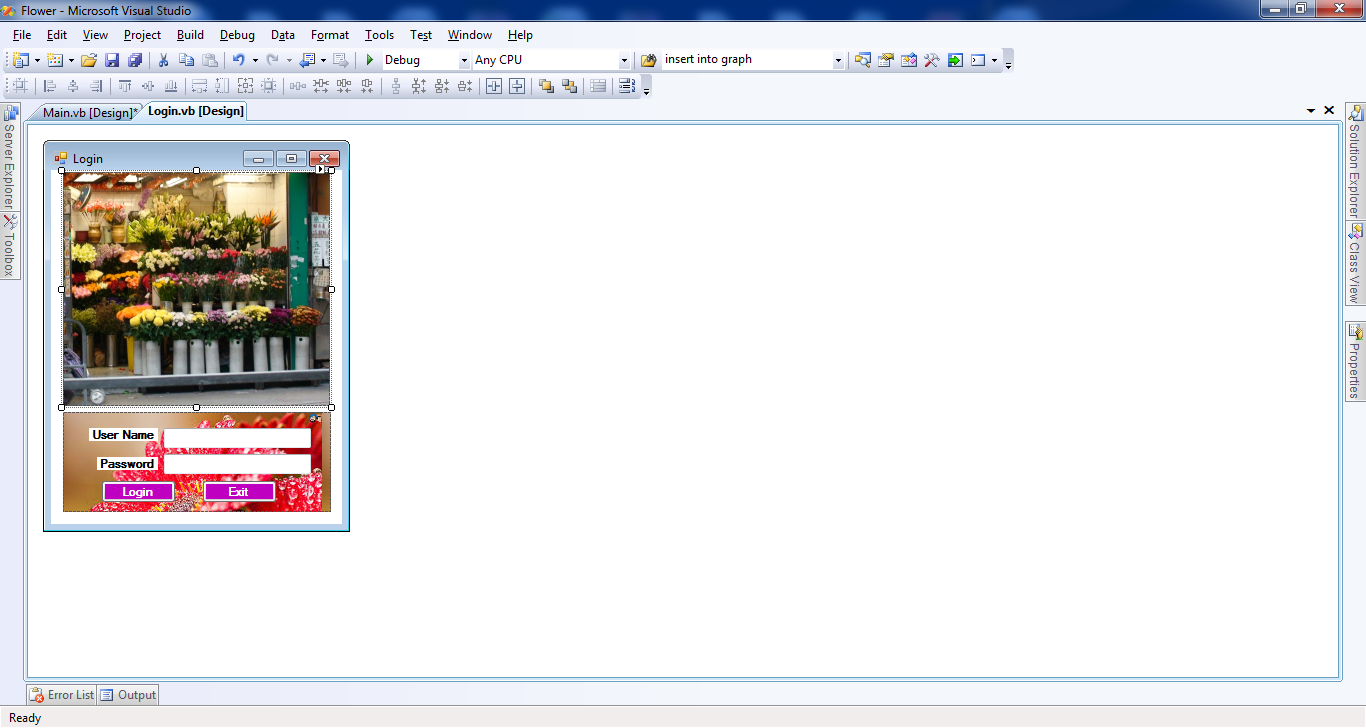 Flower - Microsoft Visual Studio
File Edit View Project Build Debug Data Format Tools Test Window Help
Debug Any CPU insert into graph
Main.vb [Design]* Login.vb [Design]
Server Explorer
Toolbox
Login
User Name
Password
Login Exit
Solution Explorer
Class View
Properties
Error List Output
Ready